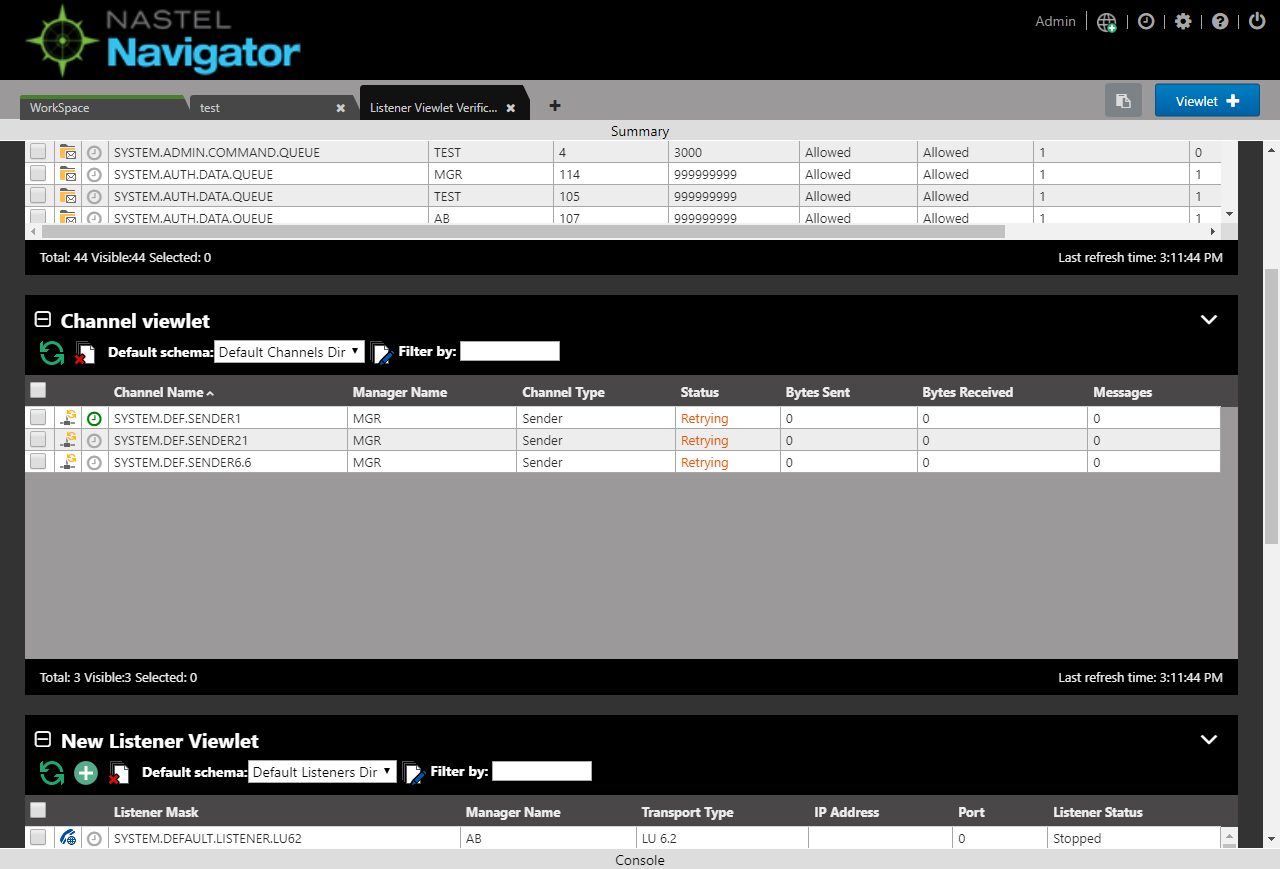 NASTEL
Navigator
Admin
WorkSpace test Listener Viewlet Verific...
Viewlet
Summary
SYSTEM.ADMIN.COMMAND.QUEUE TEST 4 3000 Allowed Allowed 1 0
SYSTEM.AUTH.DATA.QUEUE MGR 114 999999999 Allowed Allowed 1 1
SYSTEM.AUTH.DATA.QUEUE TEST 105 999999999 Allowed Allowed 1 1
SYSTEM.AUTH.DATA.QUEUE AB 107 999999999 Allowed Allowed 1 1
Total: 44 Visible:44 Selected: 0 Last refresh time: 3:11:44 PM
Channel viewlet
Default schema: Default Channels Dir Filter by:
Channel Name Manager Name Channel Type Status Bytes Sent Bytes Received Messages
SYSTEM.DEF.SENDER1 MGR Sender Retrying 0 0 0
SYSTEM.DEF.SENDER21 MGR Sender Retrying 0 0 0
SYSTEM.DEF.SENDER6.6 MGR Sender Retrying 0 0 0
Total: 3 Visible:3 Selected: 0 Last refresh time: 3:11:44 PM
New Listener Viewlet
Default schema: Default Listeners Dir Filter by:
Listener Mask Manager Name Transport Type IP Address Port Listener Status
SYSTEM.DEFAULT.LISTENER.LU62 AB LU 6.2 0 Stopped
Console